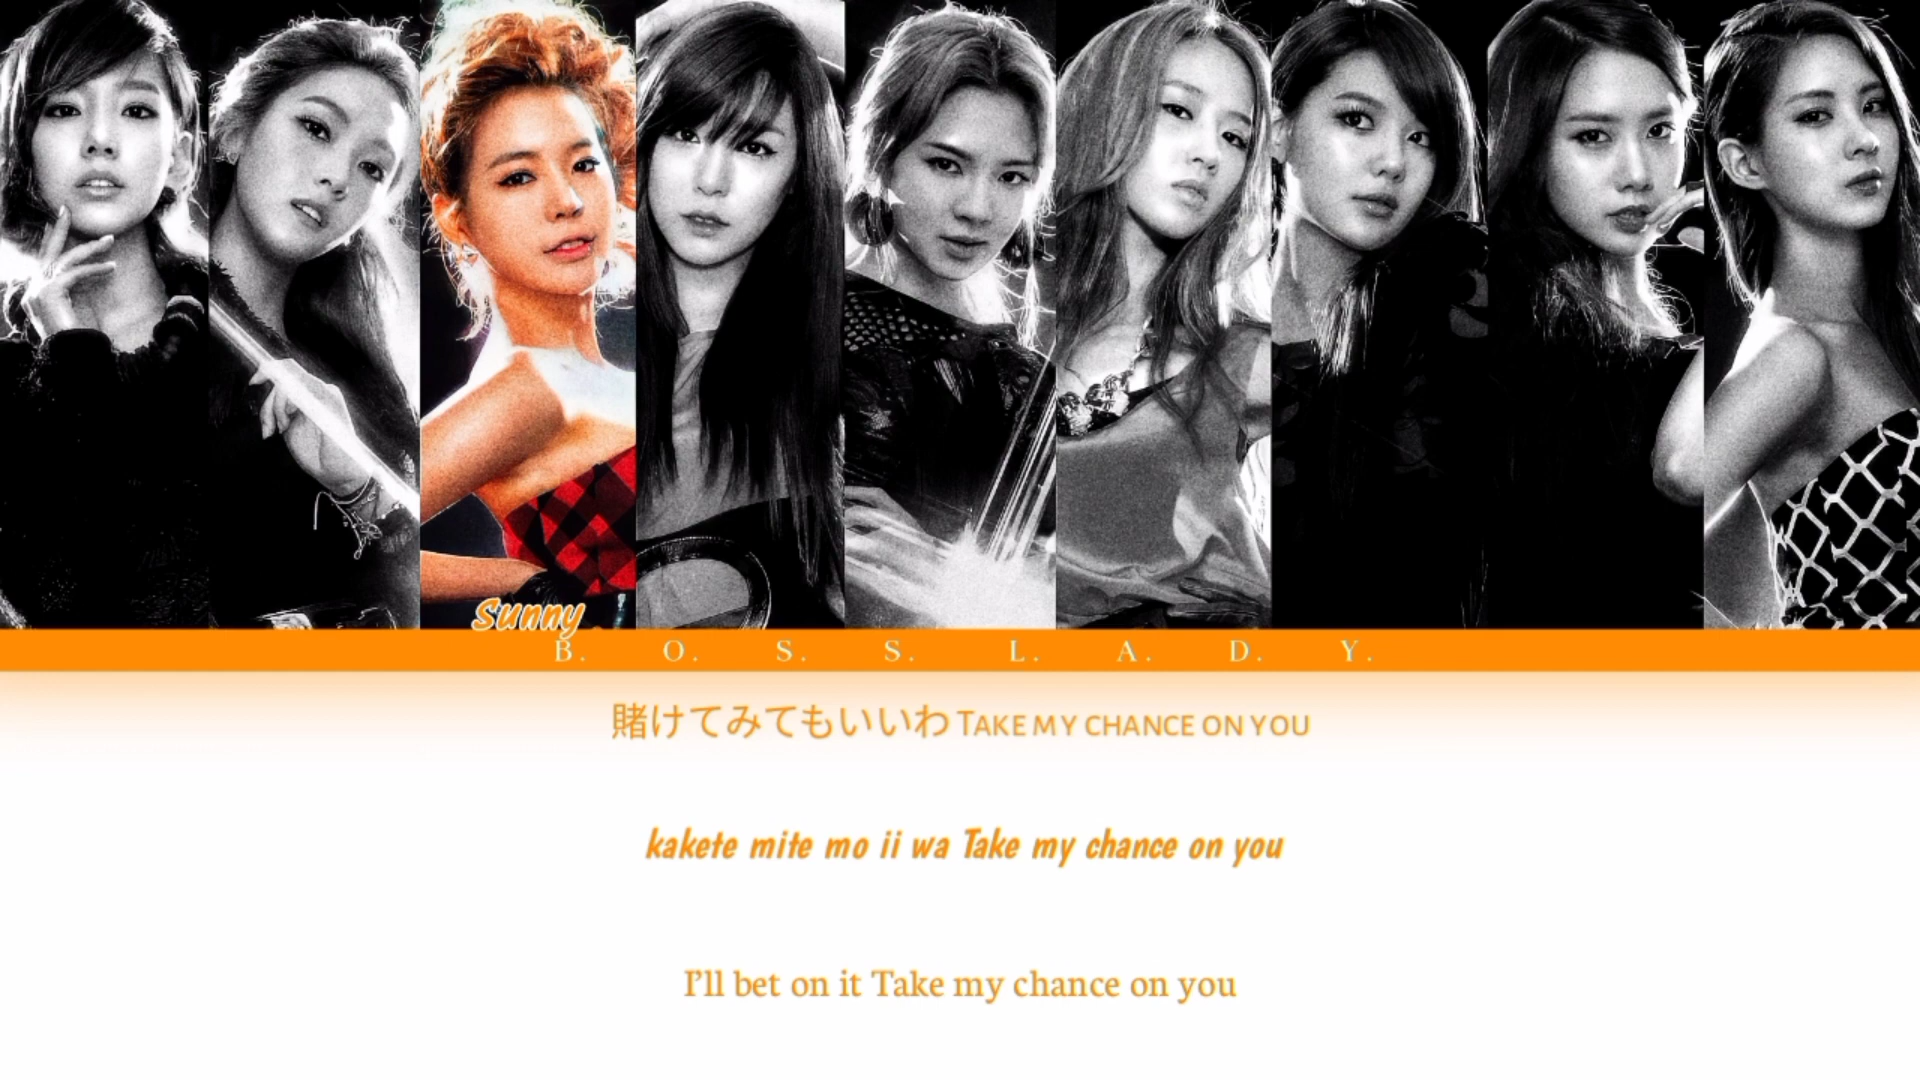 Sunny
B. O. S. S. L. A. D. Y.
賭けてみてもいいわ TAKE MY CHANCE ON YOU
kakete mite mo ii wa Take my chance on you
I'll bet on it Take my chance on you